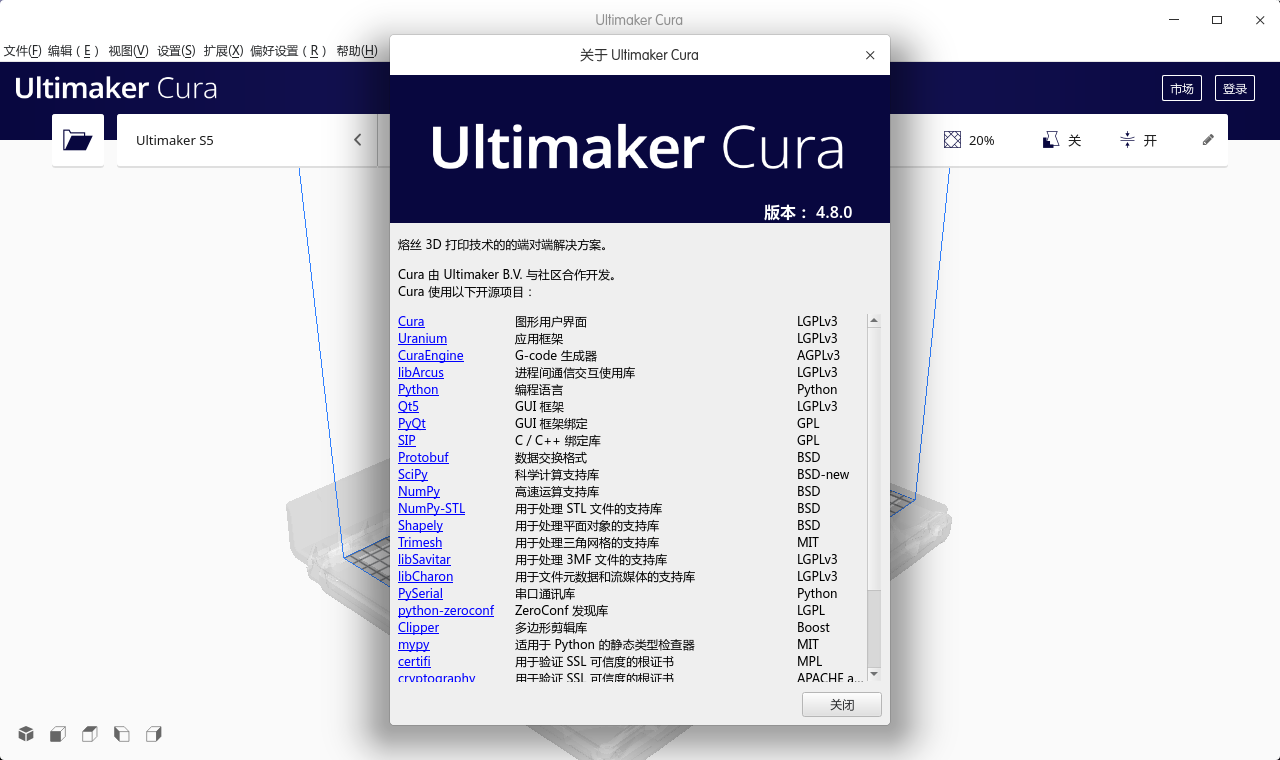 Ultimaker Cura
文件(F) 编辑（E） 视图(V) 设置(S) 扩展(X) 偏好设置（R） 帮助(H)
Ultimaker Cura
市场 登录
Ultimaker S5
20% 关 开
关于 Ultimaker Cura
Ultimaker Cura
版本： 4.8.0
熔丝 3D 打印技术的的端对端解决方案。
Cura 由 Ultimaker B.V. 与社区合作开发。
Cura 使用以下开源项目：
Cura 图形用户界面 LGPLv3
Uranium 应用框架 LGPLv3
CuraEngine G-code 生成器 AGPLv3
libArcus 进程间通信交互使用库 LGPLv3
Python 编程语言 Python
Qt5 GUI 框架 LGPLv3
PyQt GUI 框架绑定 GPL
SIP C / C++ 绑定库 GPL
Protobuf 数据交换格式 BSD
SciPy 科学计算支持库 BSD-new
NumPy 高速运算支持库 BSD
NumPy-STL 用于处理 STL 文件的支持库 BSD
Shapely 用于处理平面对象的支持库 BSD
Trimesh 用于处理三角网格的支持库 MIT
libSavitar 用于处理 3MF 文件的支持库 LGPLv3
libCharon 用于文件元数据和流媒体的支持库 LGPLv3
PySerial 串口通讯库 Python
python-zeroconf ZeroConf 发现库 LGPL
Clipper 多边形剪辑库 Boost
mypy 适用于 Python 的静态类型检查器 MIT
certifi 用于验证 SSL 可信度的根证书 MPL
cryptography 用于验证 SSL 可信度的根证书 APACHE a...
关闭